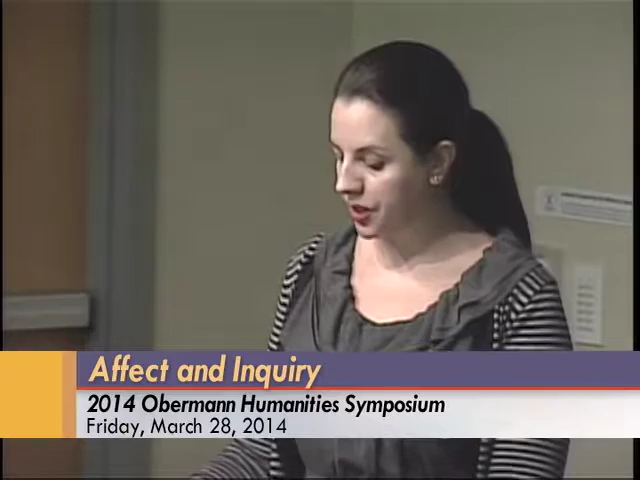 Affect and Inquiry
2014 Obermann Humanities Symposium
Friday, March 28, 2014